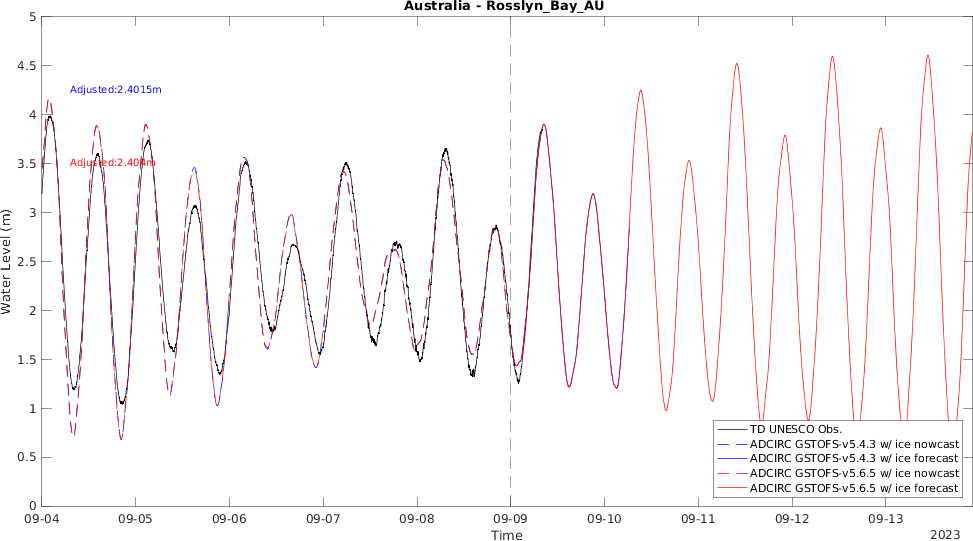 Australia - Rosslyn_Bay_AU
5
4.5
4
3.5
3
2.5
2
1.5
1
0.5
0
Water Level (m)
Adjusted:2.4015m
Adjusted:2.404m
TD UNESCO Obs.
ADCIRC GSTOFS-v5.4.3 w/ ice nowcast
ADCIRC GSTOFS-v5.4.3 w/ ice forecast
ADCIRC GSTOFS-v5.6.5 w/ ice nowcast
ADCIRC GSTOFS-v5.6.5 w/ ice forecast
09-04 09-05 09-06 09-07 09-08 09-09 09-10 09-11 09-12 09-13
Time
2023